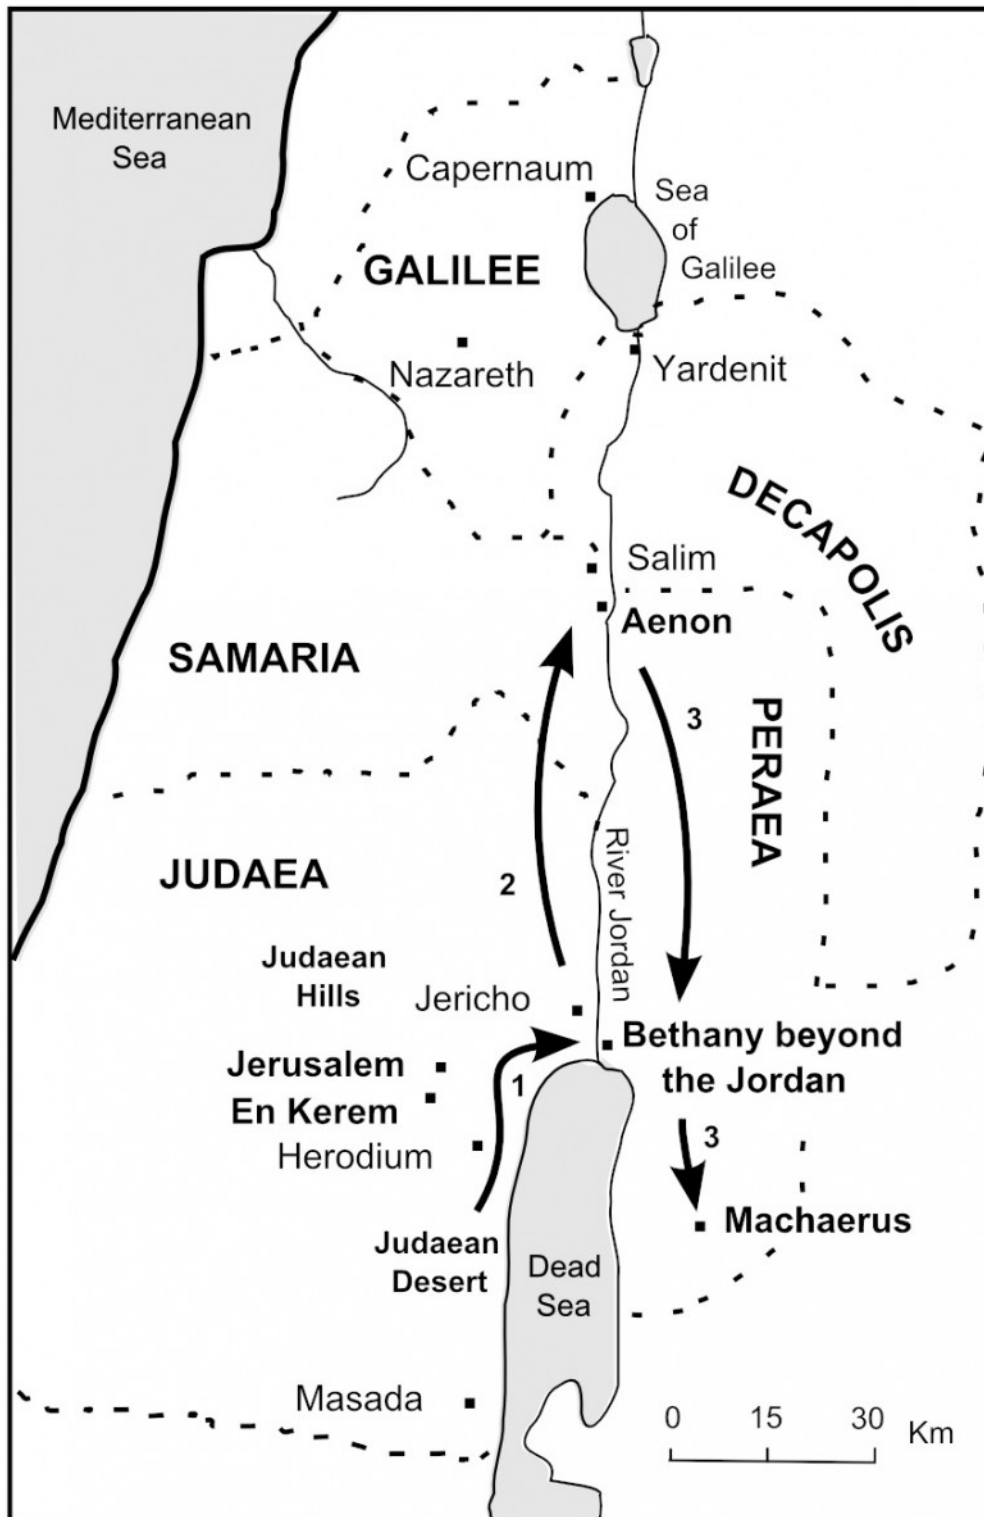 Mediterranean
Sea
Capernaum
Sea
of
Galilee
GALILEE
Nazareth
Yardenit
DECAPOLIS
Salim
Aenon
SAMARIA
3
PERAEA
JUDAEA
2
River Jordan
Judaean
Hills
Jericho
Bethany beyond
the Jordan
Jerusalem
1
En Kerem
3
Herodium
Machaerus
Judaean
Desert
Dead
Sea
Masada
0 15 30 Km